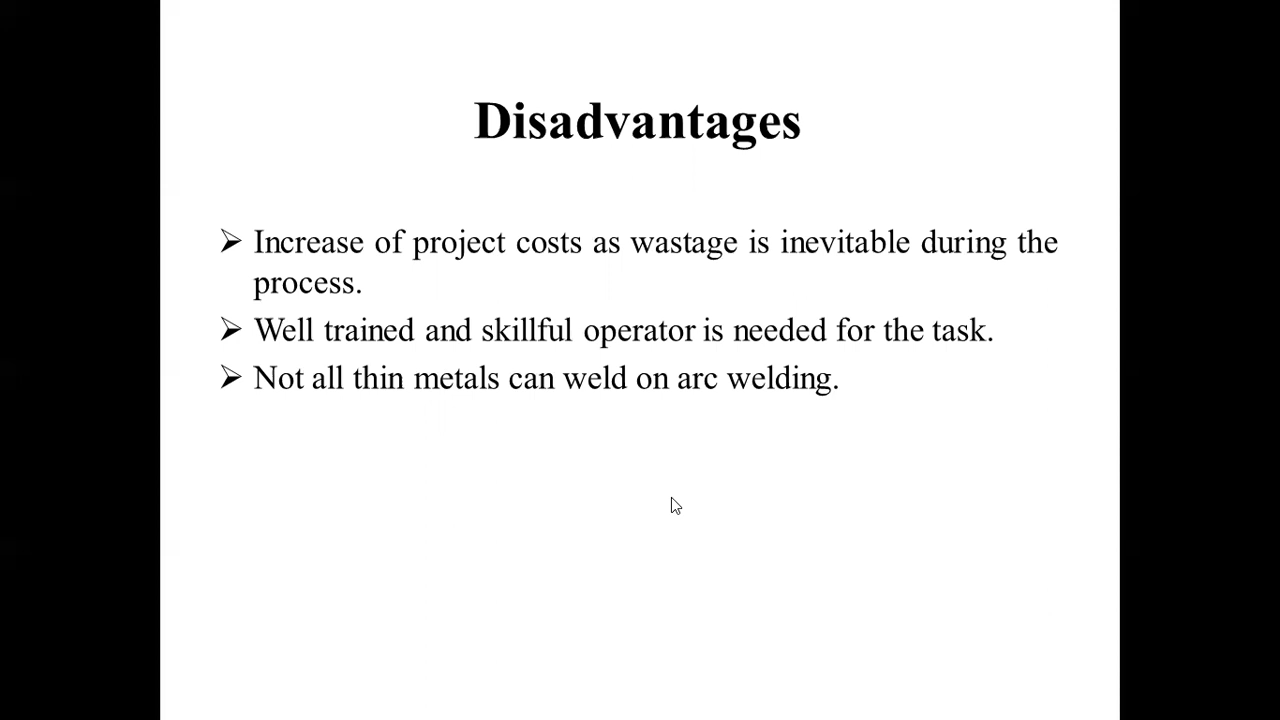 Disadvantages
➢ Increase of project costs as wastage is inevitable during the
process.
➢ Well trained and skillful operator is needed for the task.
➢ Not all thin metals can weld on arc welding.